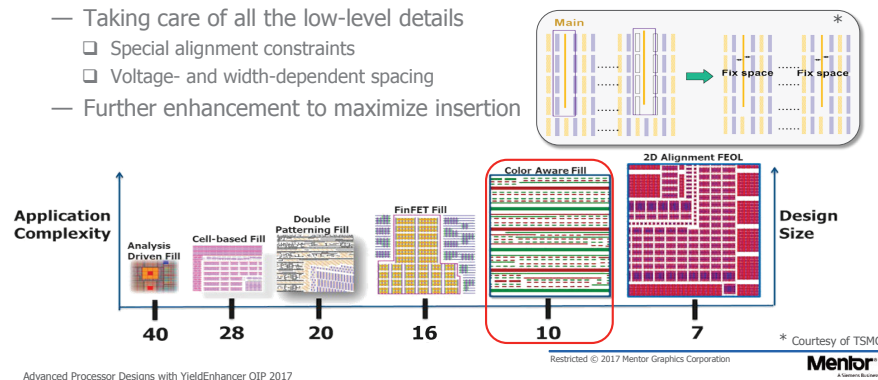 — Taking care of all the low-level details
❑ Special alignment constraints
❑ Voltage- and width-dependent spacing
— Further enhancement to maximize insertion
*
Main
......
......
......
......
Fix space
Fix space
......
......
......
Application
Complexity
Analysis
Driven Fill
Cell-based Fill
Double
Patterning Fill
FinFET Fill
Color Aware Fill
2D Alignment FEOL
Design
Size
40
28
20
16
10
7
* Courtesy of TSMC
Restricted © 2017 Mentor Graphics Corporation
Mentor®
A Siemens Business
Advanced Processor Designs with YieldEnhancer OIP 2017